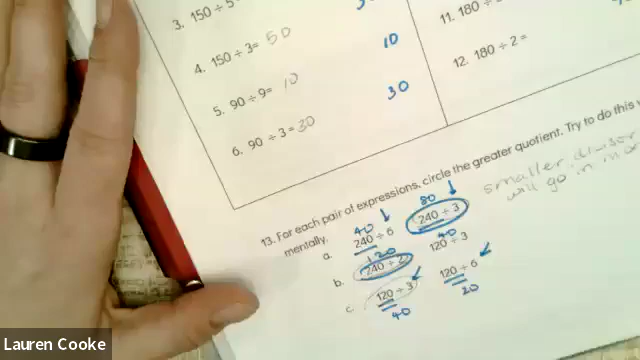 3. 150 ÷ 5
4. 150 ÷ 3= 50
10
5. 90 ÷ 9= 10
30
6. 90 ÷ 3= 30
11. 180 ÷
12. 180 ÷ 2=
13. For each pair of expressions, circle the greater quotient. Try to do this
mentally.
smaller divisor
will go in mor
40 80
a. 240 ÷ 6 240 ÷ 3
120 40
b. 240 ÷ 2 120 ÷ 3
c. 120 ÷ 3 120 ÷ 6
40 20
Lauren Cooke